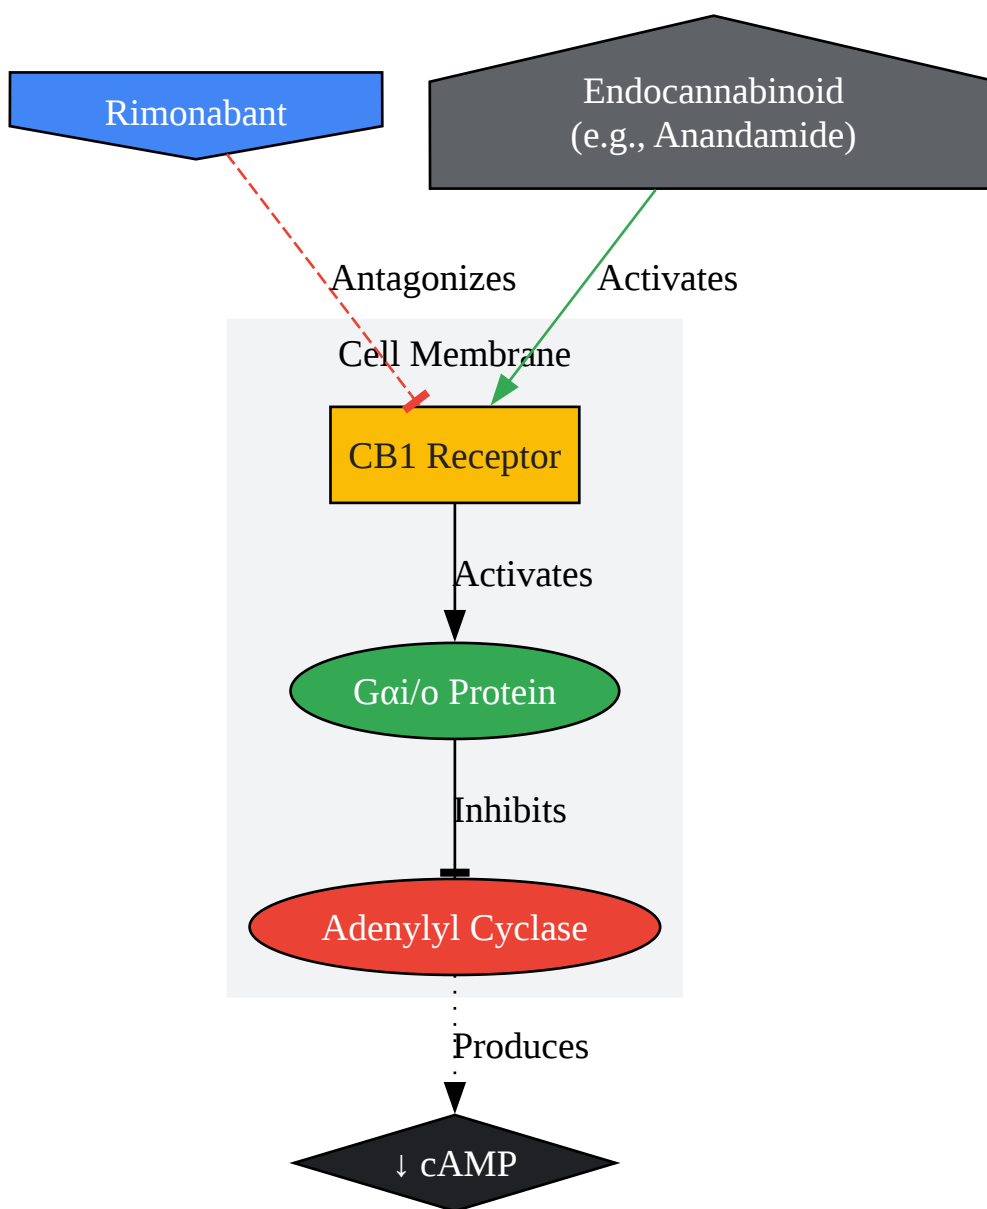 Rimonabant
Endocannabinoid
(e.g., Anandamide)
Antagonizes
Activates
Cell Membrane
CB1 Receptor
Activates
Gαi/o Protein
Inhibits
Adenylyl Cyclase
Produces
↓ cAMP